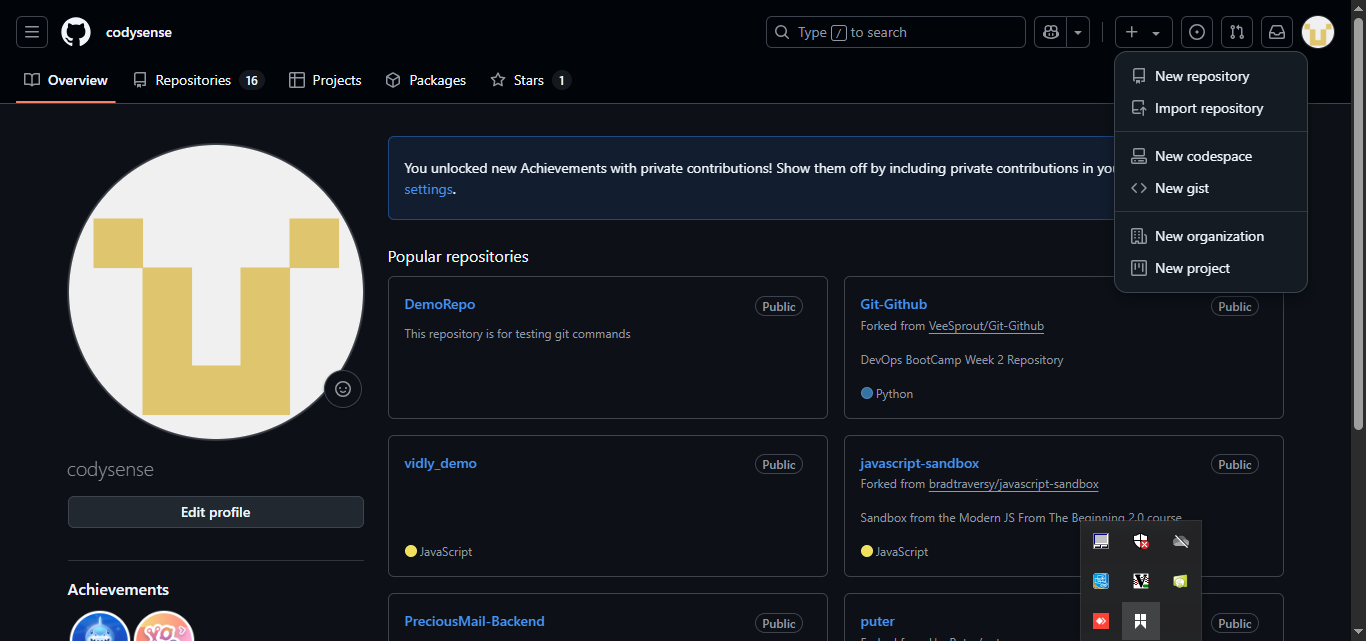 codysense
Type / to search
Overview
Repositories 16
Projects
Packages
Stars 1
New repository
Import repository
New codespace
New gist
New organization
New project
You unlocked new Achievements with private contributions! Show them off by including private contributions in
settings.
Popular repositories
DemoRepo
Public
This repository is for testing git commands
Git-Github
Public
Forked from VeeSprout/Git-Github
DevOps BootCamp Week 2 Repository
Python
vidly_demo
Public
JavaScript
javascript-sandbox
Public
Forked from bradtraversy/javascript-sandbox
Sandbox from the Modern JS From The Beginning 2.0 course
JavaScript
PreciousMail-Backend
Public
puter
Public
codysense
Edit profile
Achievements